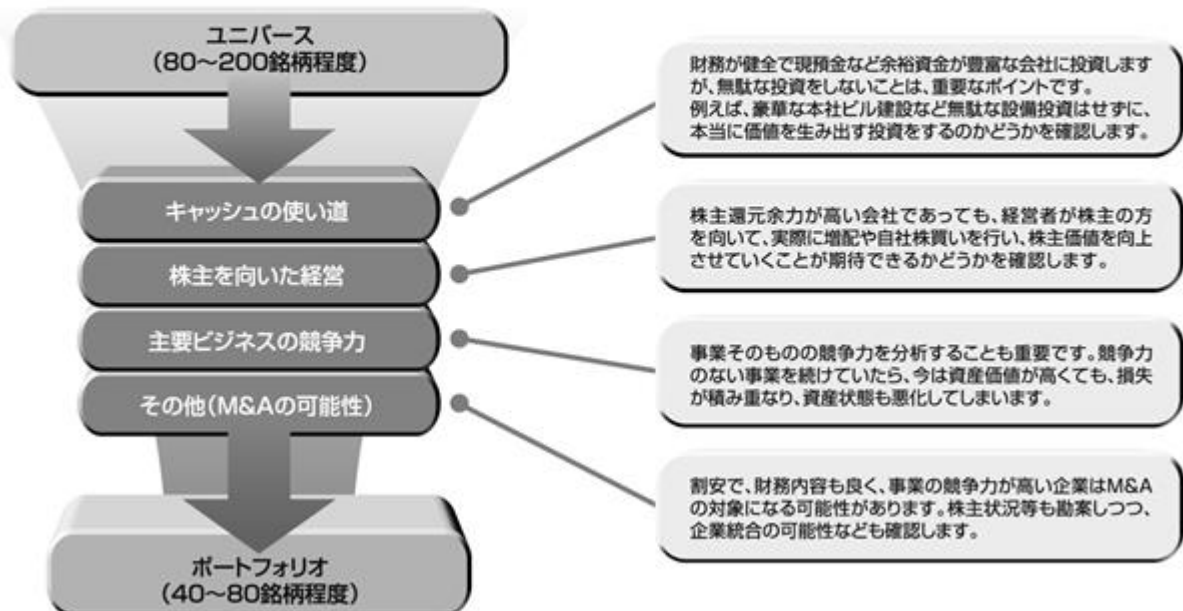 ユニバース
(80~200銘柄程度)
キャッシュの使い道
株主を向いた経営
主要ビジネスの競争力
その他(M&Aの可能性)
ポートフォリオ
(40~80銘柄程度)
財務が健全で現預金など余裕資金が豊富な会社に投資します
が、無駄な投資をしないことは、重要なポイントです。
例えば、豪華な本社ビル建設など無駄な設備投資はせずに、
本当に価値を生み出す投資をするのかどうかを確認します。
株主還元余力が高い会社であっても、経営者が株主の方
を向いて、実際に増配や自社株買いを行い、株主価値を向上
させていくことが期待できるかどうかを確認します。
事業そのものの競争力を分析することも重要です。競争力
のない事業を続けていたら、今は資産価値が高くても、損失
が積み重なり、資産状態も悪化してしまいます。
割安で、財務内容も良く、事業の競争力が高い企業はM&A
の対象になる可能性があります。株主状況等も勘案しつつ、
企業統合の可能性なども確認します。